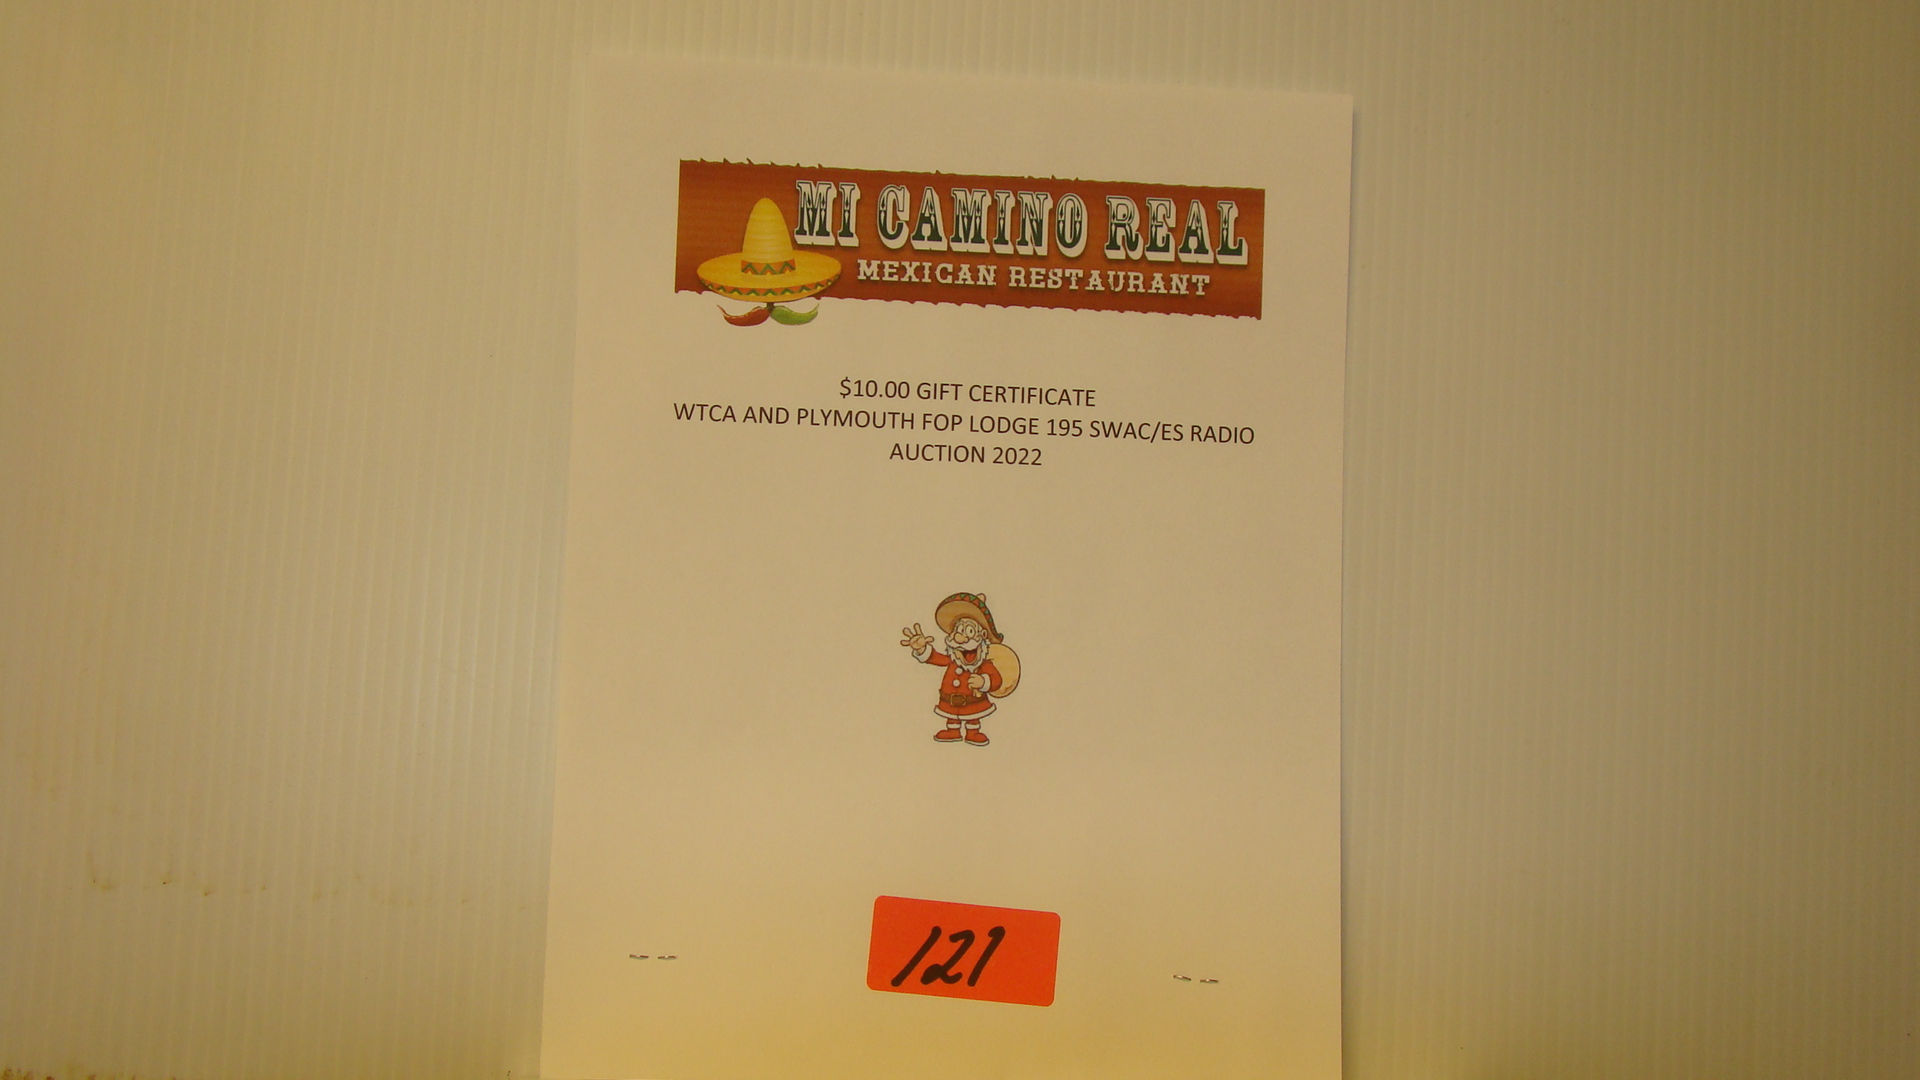 MI CAMINO REAL
MEXICAN RESTAURANT
$10.00 GIFT CERTIFICATE
WTCA AND PLYMOUTH FOP LODGE 195 SWAC/ES RADIO
AUCTION 2022
121